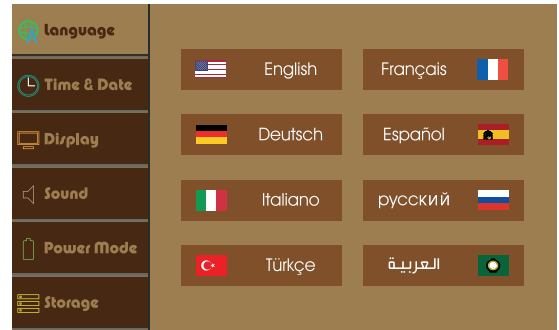 Language
Time & Date
Display
Sound
Power Mode
Storage
English
Français
Deutsch
Español
Italiano
русский
Türkçe
العربية